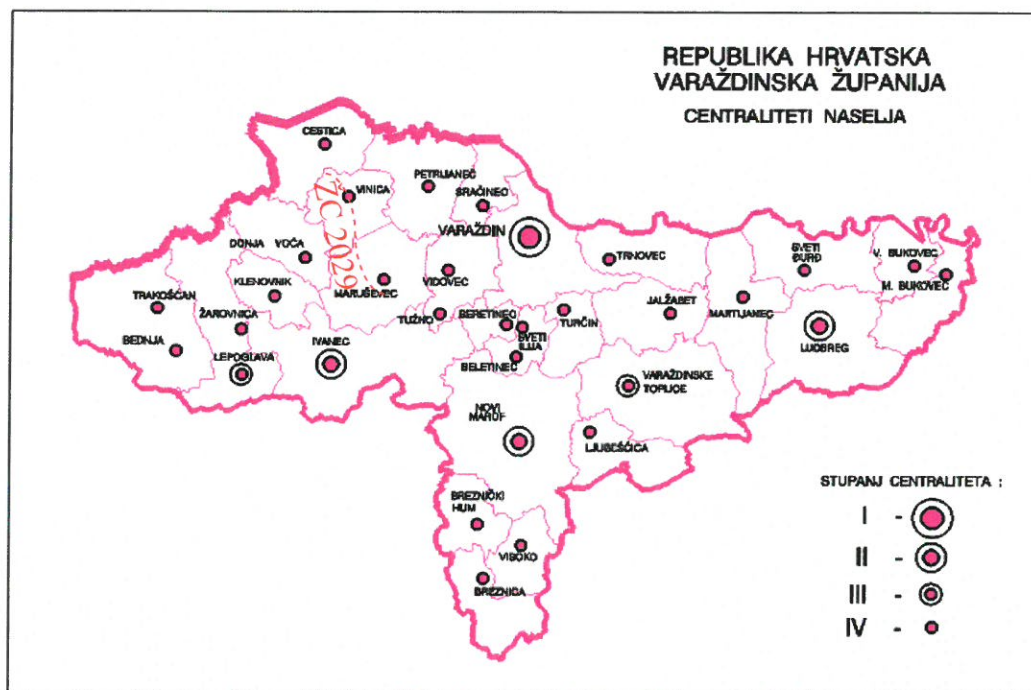 REPUBLIKA HRVATSKA
VARAŽDINSKA ŽUPANIJA
CENTRALITETI NASELJA
CESTICA
VINICA
PETRIJANEC
SRAČINEC
VARAŽDIN
ŽC 2029
DONJA VOĆA
KLENOVNIK
TRAKOŠĆAN
ŽAROVNICA
BEDNJA
LEPOGLAVA
IVANEC
MARUŠEVEC
VIDOVEC
TUŽNO
BERETINEC
SVETI
ILIJA
BELETINEC
TURČIN
TRNOVEC
JALŽABET
MARTIJANEC
SVETI
ĐURĐ
V. BUKOVEC
M. BUKOVEC
LUDBREG
VARAŽDINSKE
TOPLICE
NOVI
MAROF
LJUBEŠĆICA
BREZNIČKI
HUM
VISOKO
BREZNICA
STUPANJ CENTRALITETA :
I -
II -
III -
IV -